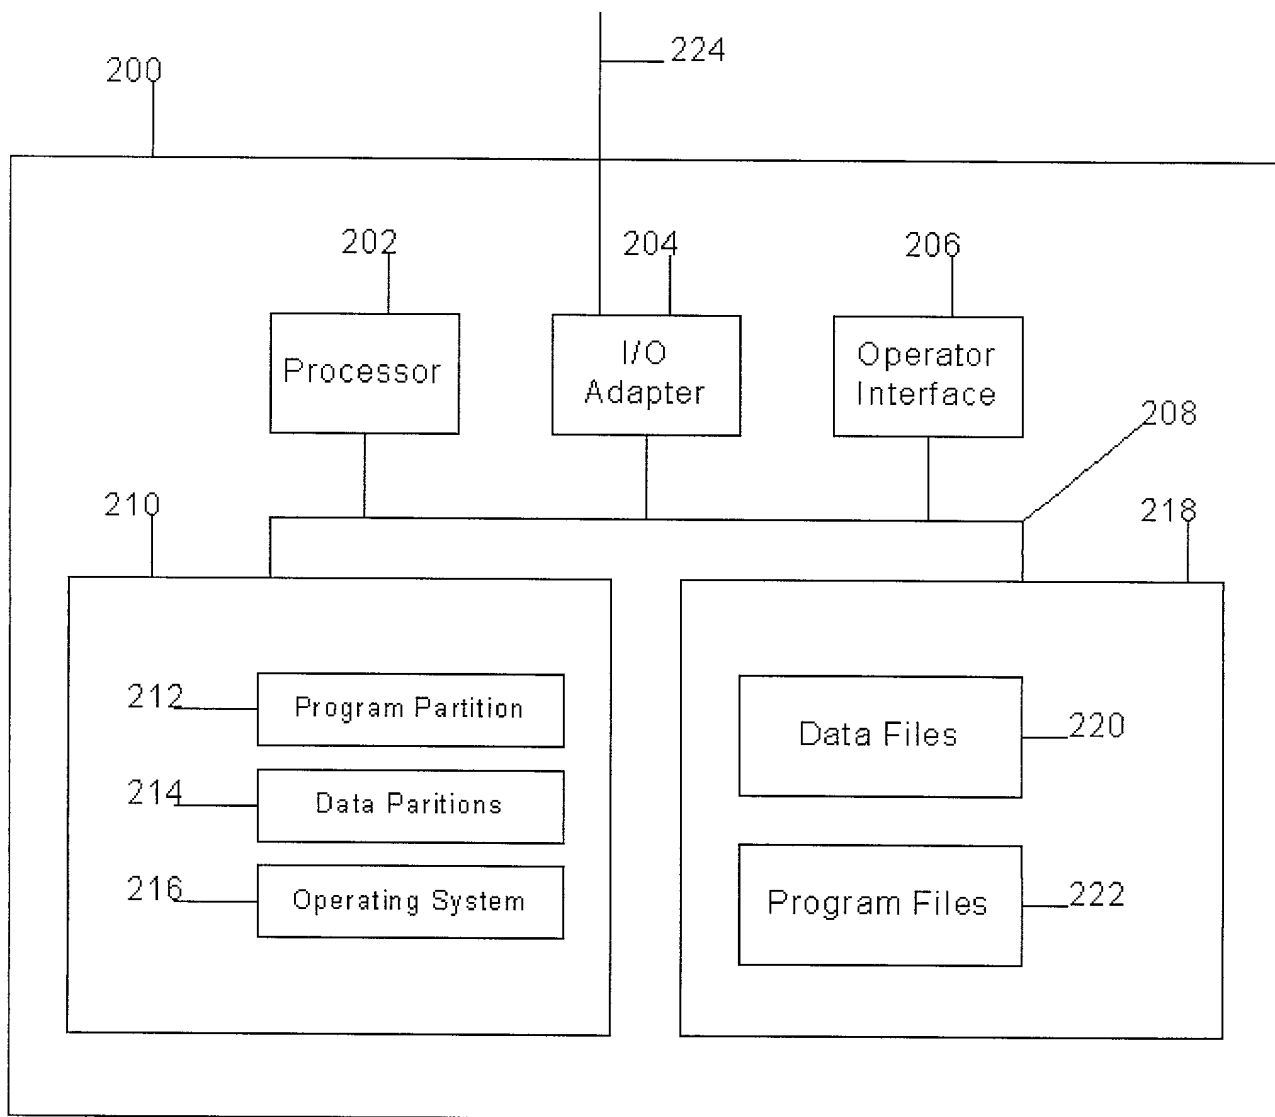 224
200
202
204
206
Processor
I/O
Adapter
Operator
Interface
208
210
218
212
Program Partition
Data Files
220
214
Data Paritions
216
Operating System
Program Files
222